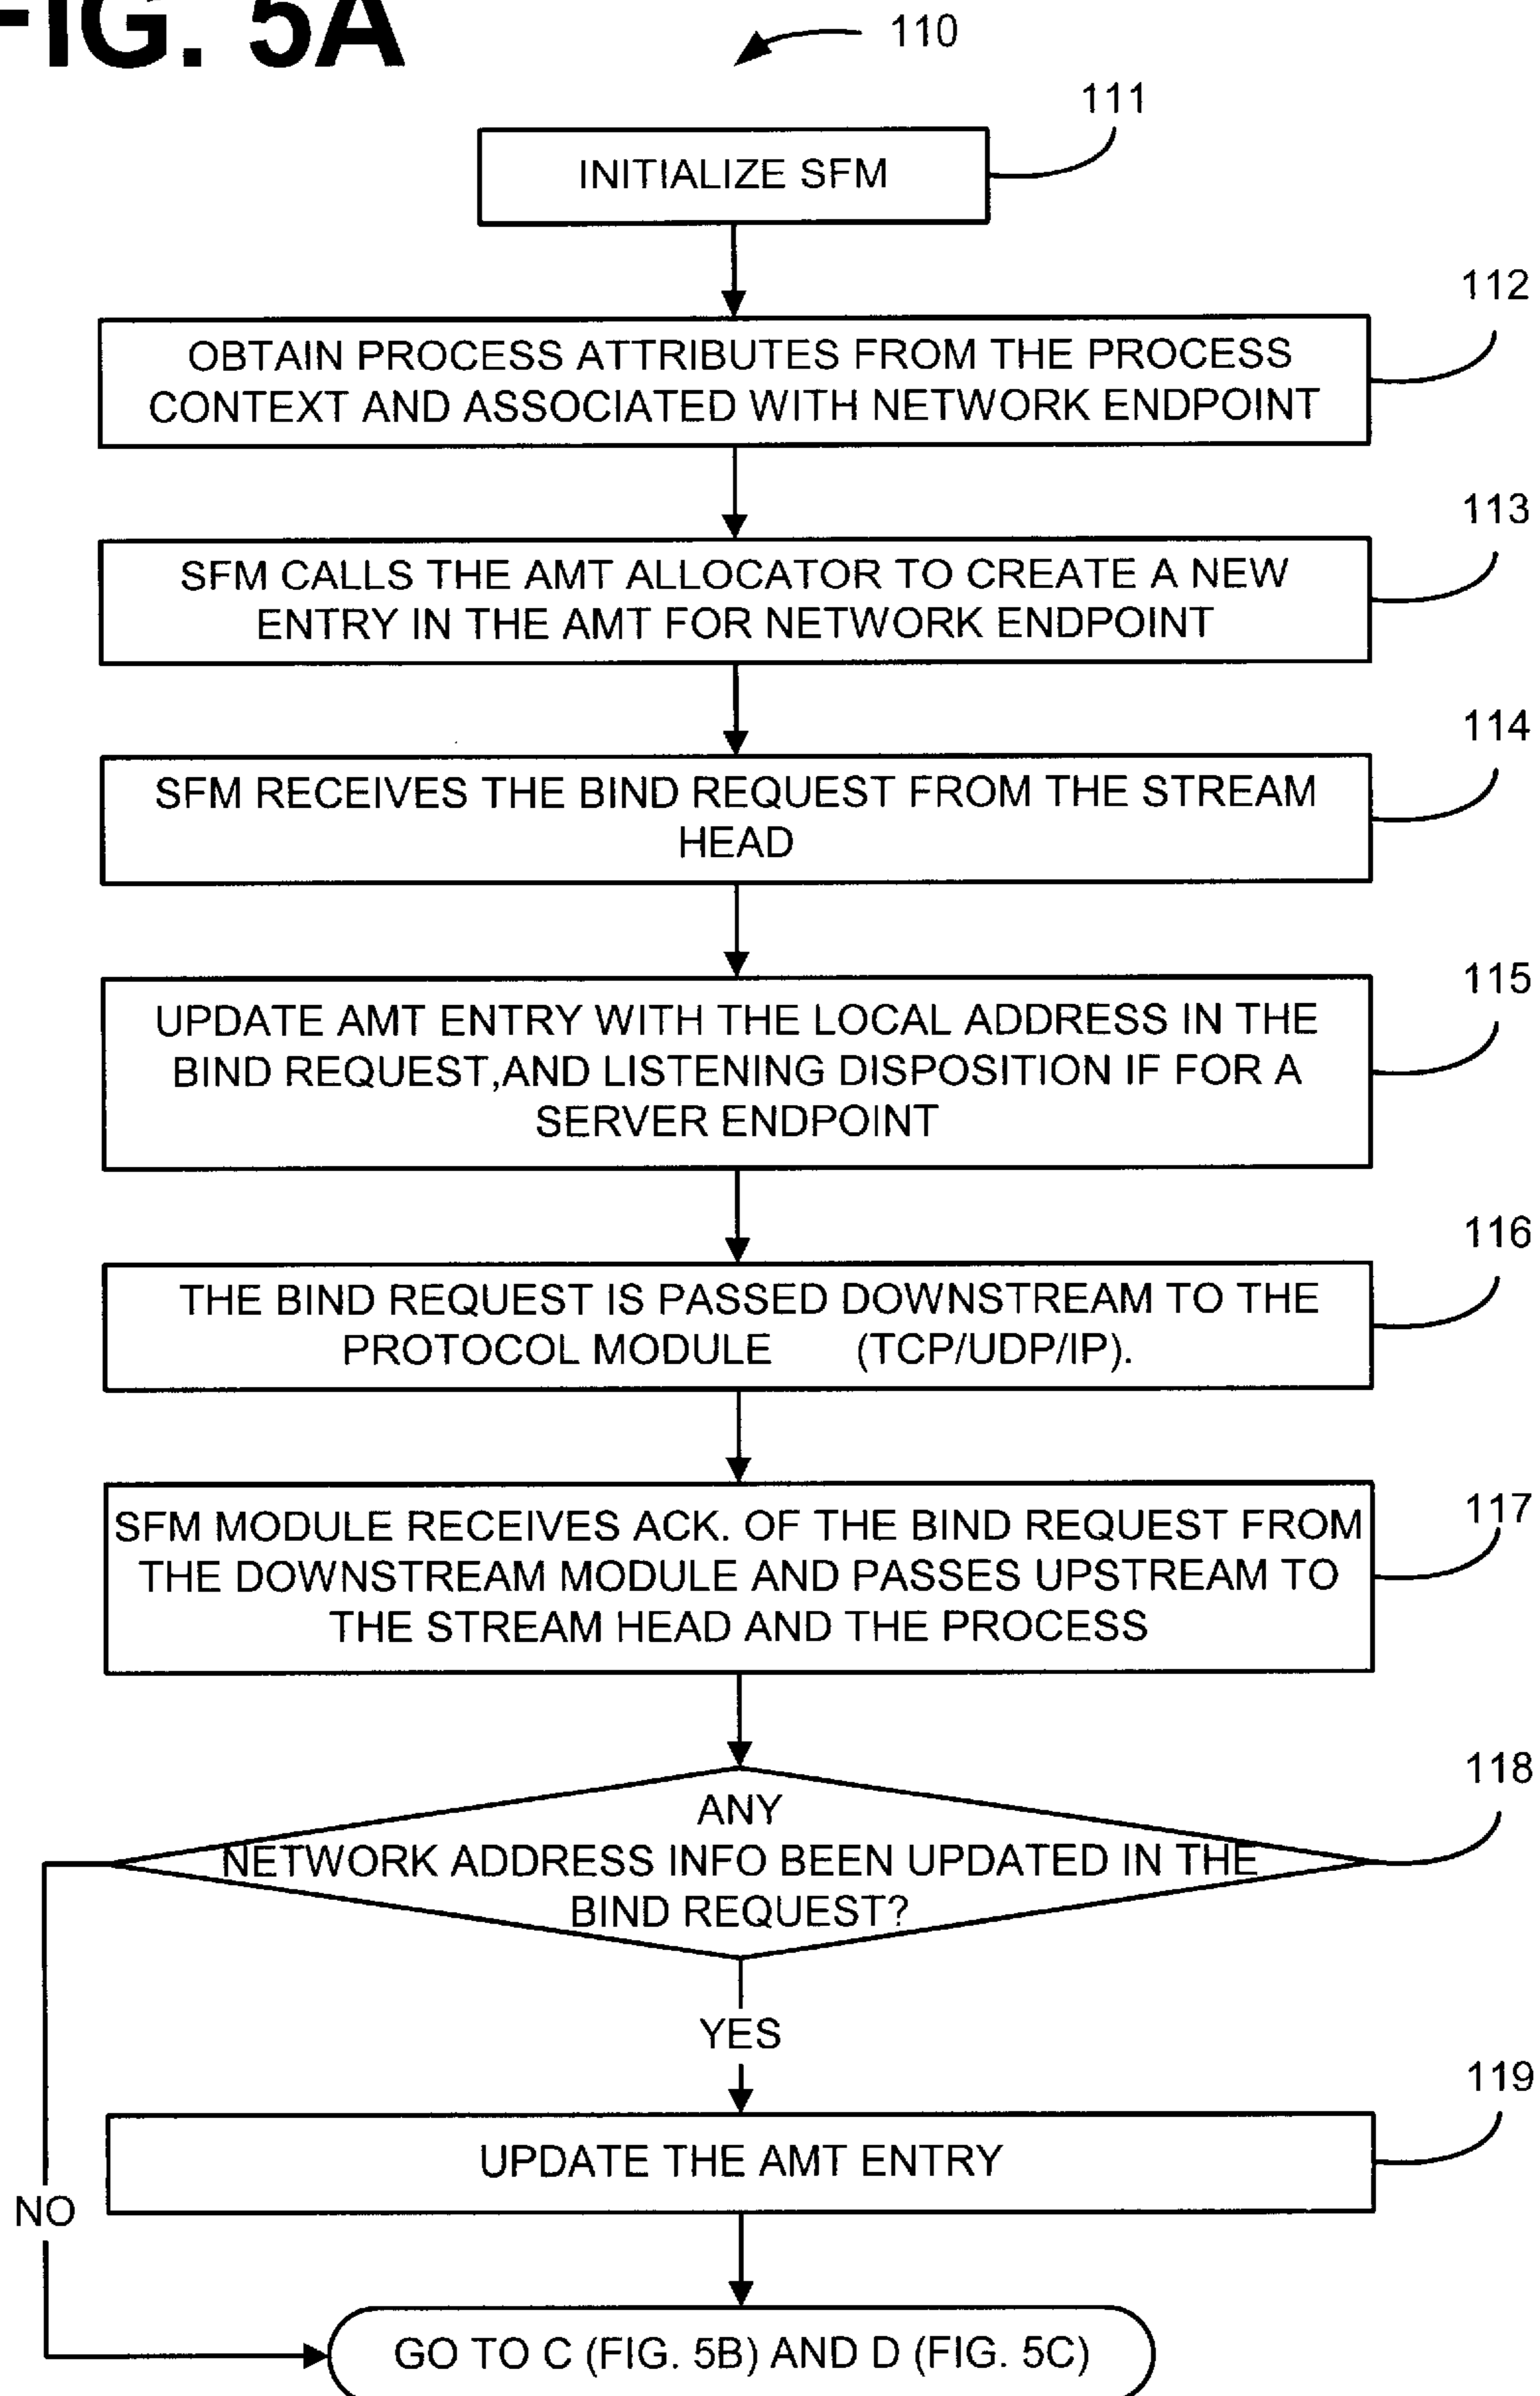 FIG. 5A
110
111
INITIALIZE SFM
112
OBTAIN PROCESS ATTRIBUTES FROM THE PROCESS
CONTEXT AND ASSOCIATED WITH NETWORK ENDPOINT
113
SFM CALLS THE AMT ALLOCATOR TO CREATE A NEW
ENTRY IN THE AMT FOR NETWORK ENDPOINT
114
SFM RECEIVES THE BIND REQUEST FROM THE STREAM
HEAD
115
UPDATE AMT ENTRY WITH THE LOCAL ADDRESS IN THE
BIND REQUEST,AND LISTENING DISPOSITION IF FOR A
SERVER ENDPOINT
116
THE BIND REQUEST IS PASSED DOWNSTREAM TO THE
PROTOCOL MODULE (TCP/UDP/IP).
117
SFM MODULE RECEIVES ACK. OF THE BIND REQUEST FROM
THE DOWNSTREAM MODULE AND PASSES UPSTREAM TO
THE STREAM HEAD AND THE PROCESS
118
ANY
NETWORK ADDRESS INFO BEEN UPDATED IN THE
BIND REQUEST?
YES
119
UPDATE THE AMT ENTRY
NO
GO TO C (FIG. 5B) AND D (FIG. 5C)